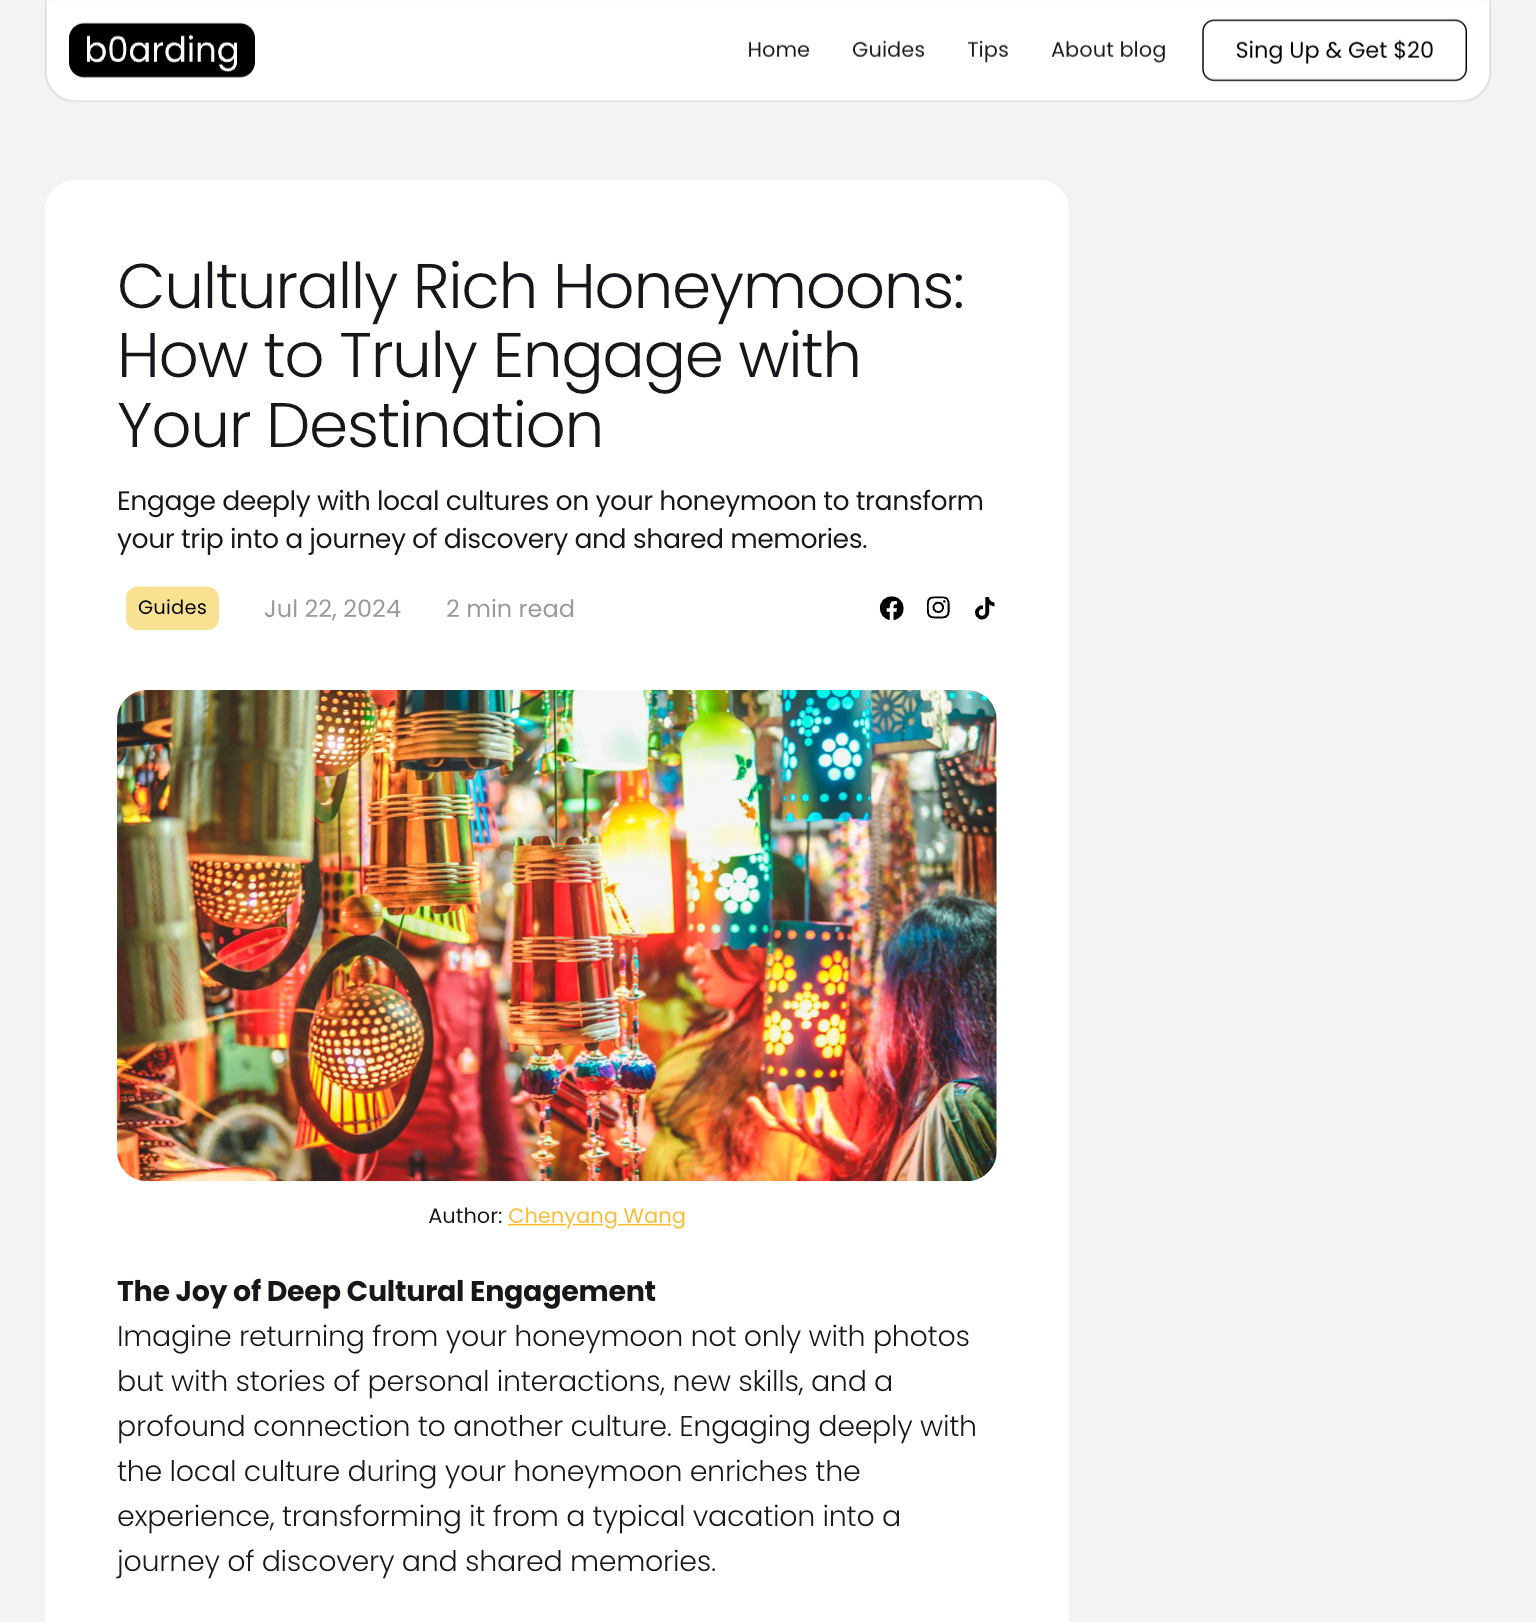 b0arding
Home
Guides
Tips
About blog
Sing Up & Get $20
Culturally Rich Honeymoons:
How to Truly Engage with
Your Destination
Engage deeply with local cultures on your honeymoon to transform
your trip into a journey of discovery and shared memories.
Guides
Jul 22, 2024
2 min read
Author: Chenyang Wang
The Joy of Deep Cultural Engagement
Imagine returning from your honeymoon not only with photos
but with stories of personal interactions, new skills, and a
profound connection to another culture. Engaging deeply with
the local culture during your honeymoon enriches the
experience, transforming it from a typical vacation into a
journey of discovery and shared memories.